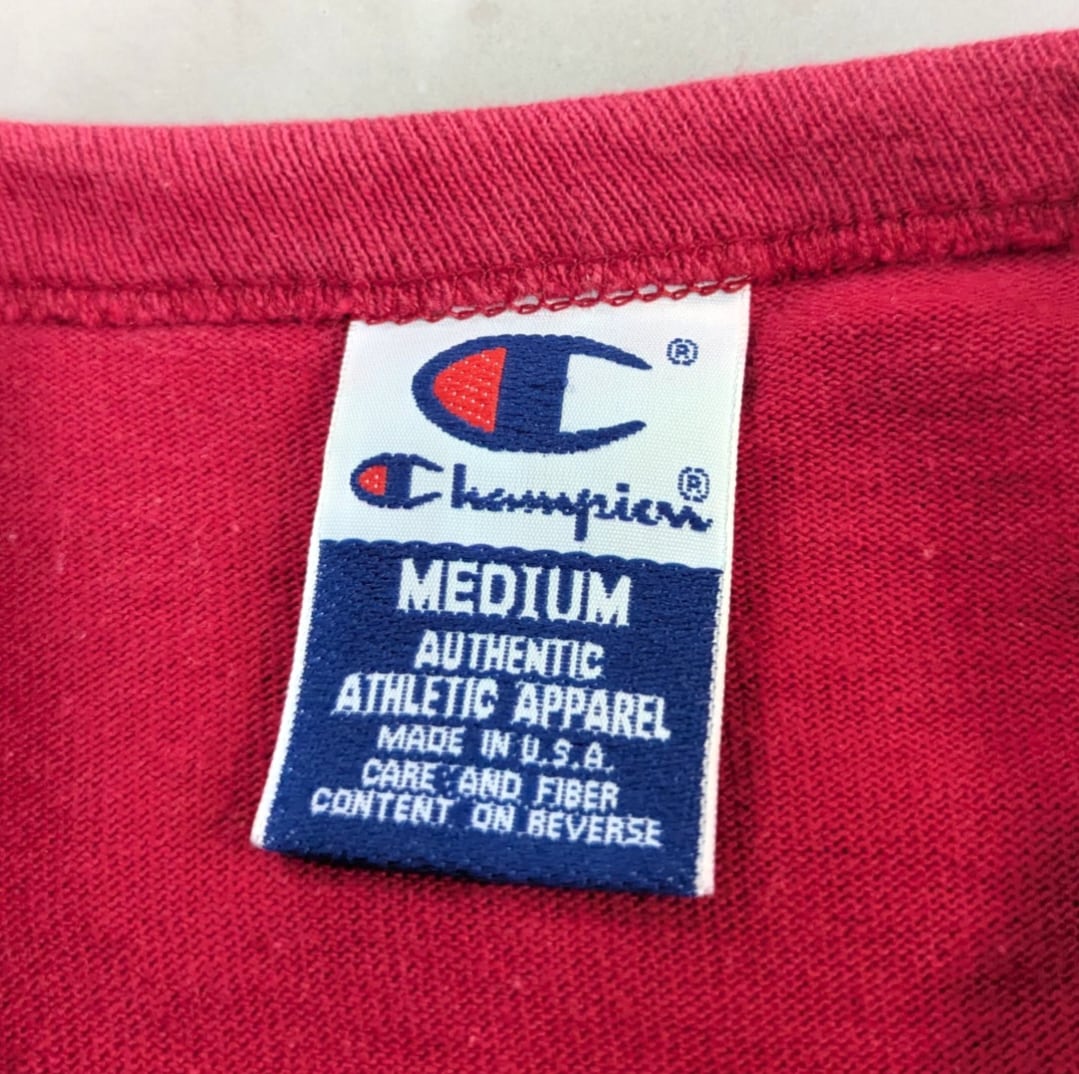 ®
Champion®
MEDIUM
AUTHENTIC
ATHLETIC APPAREL
MADE IN U.S.A.
CARE AND FIBER
CONTENT ON REVERSE